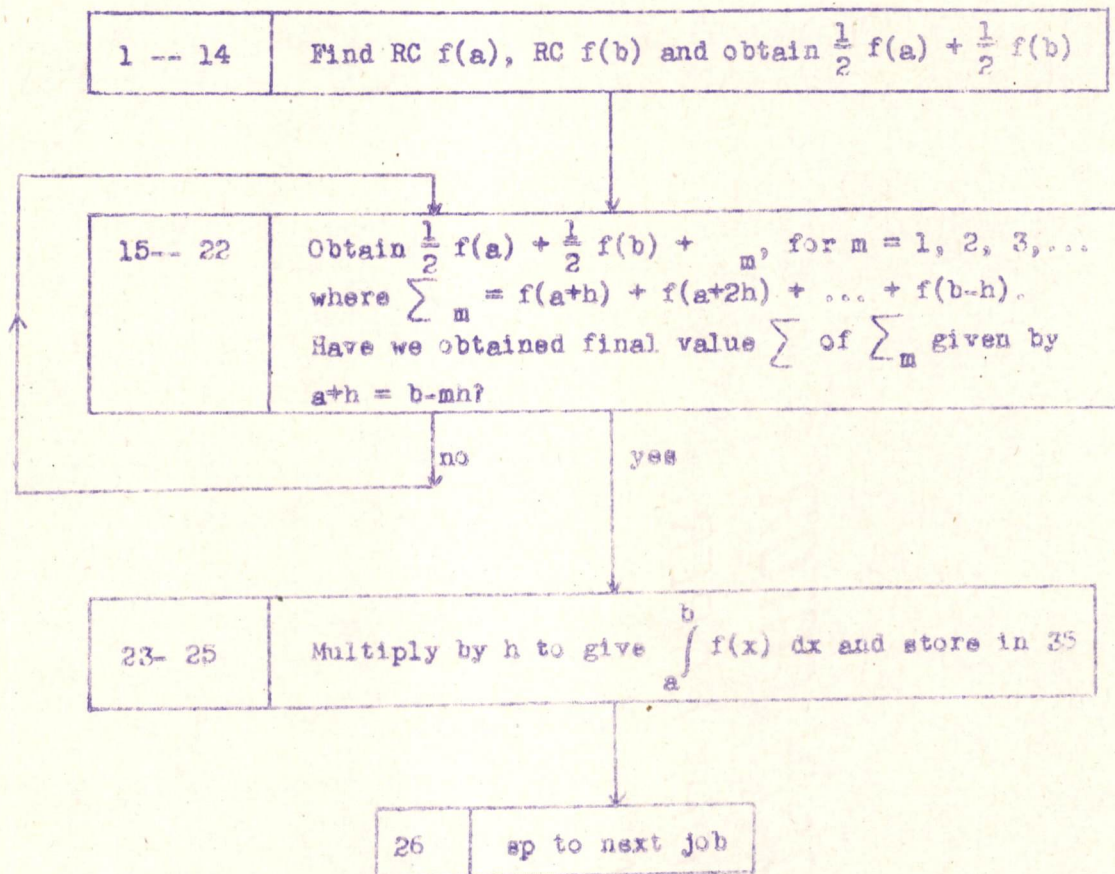 1 -- 14 Find RC f(a), RC f(b) and obtain 1/2 f(a) + 1/2 f(b)
15-- 22 Obtain 1/2 f(a) + 1/2 f(b) + m, for m = 1, 2, 3,...
where ∑ m = f(a+h) + f(a+2h) + ... + f(b-h).
Have we obtained final value ∑ of ∑m given by
a+h = b-mh?
no yes
23- 25 Multiply by h to give ∫ab f(x) dx and store in 35
26 sp to next job